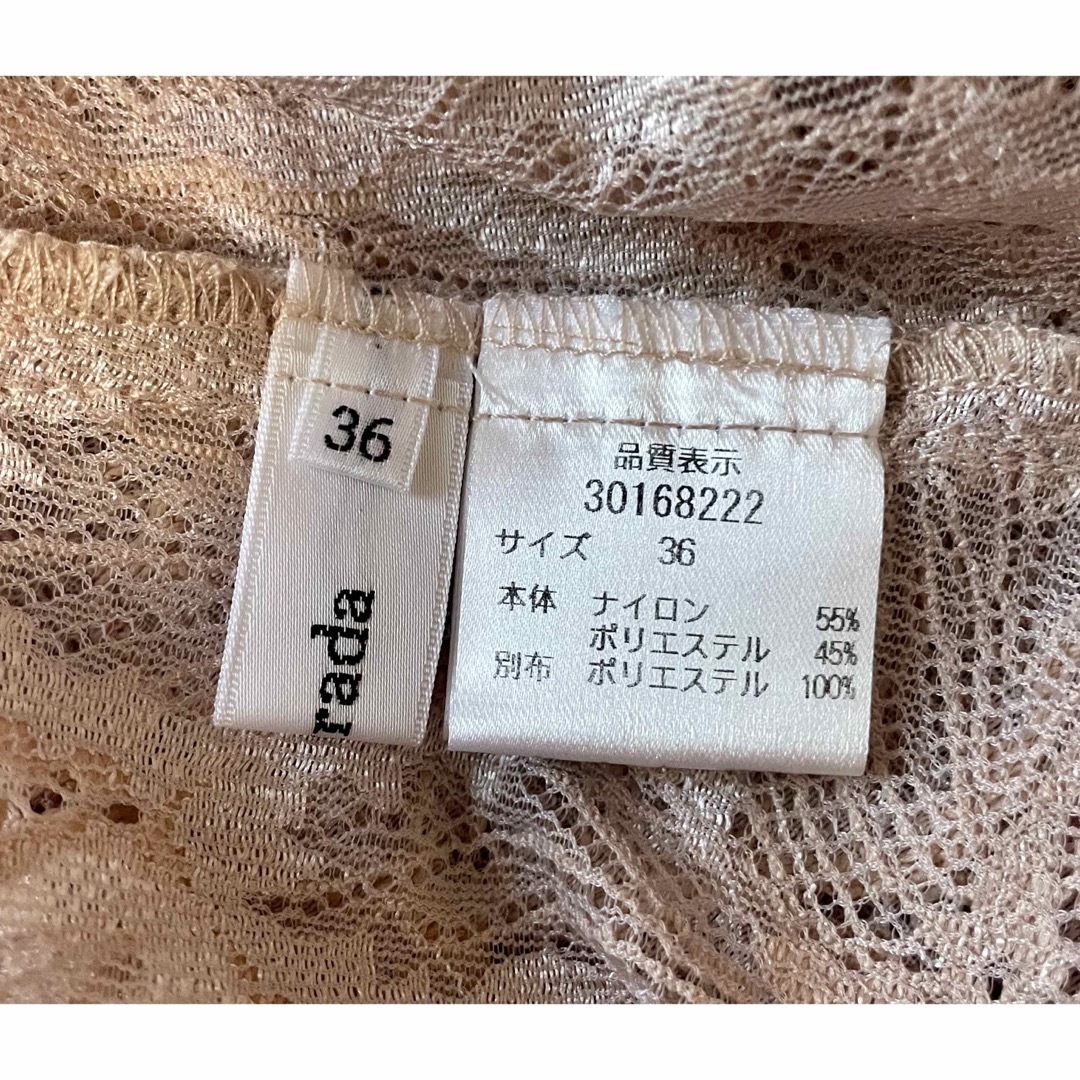 36
rada
品質表示
30168222
サイズ 36
本体 ナイロン 55%
ポリエステル 45%
別布 ポリエステル 100%